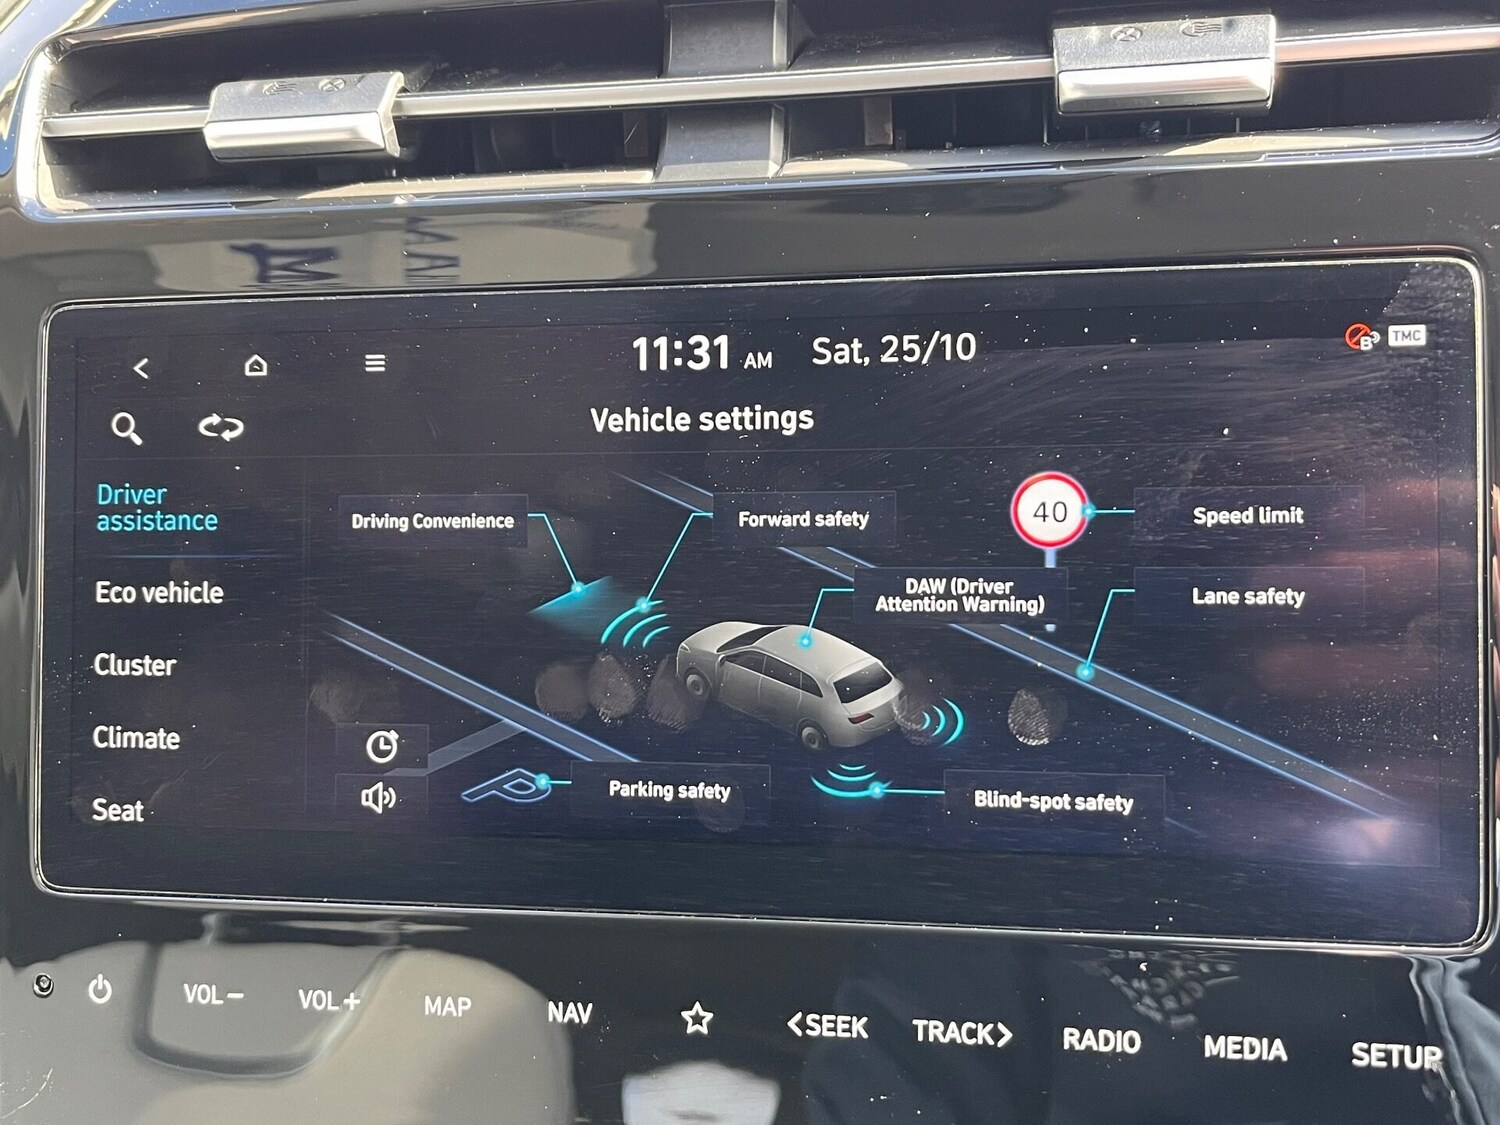 11:31 AM Sat, 25/10
TMC
Vehicle settings
Driver
assistance
Eco vehicle
Cluster
Climate
Seat
Driving Convenience
Forward safety
40
Speed limit
DAW (Driver
Attention Warning)
Lane safety
Parking safety
Blind-spot safety
VOL−
VOL+
MAP
NAV
<SEEK
TRACK>
RADIO
MEDIA
SETUP